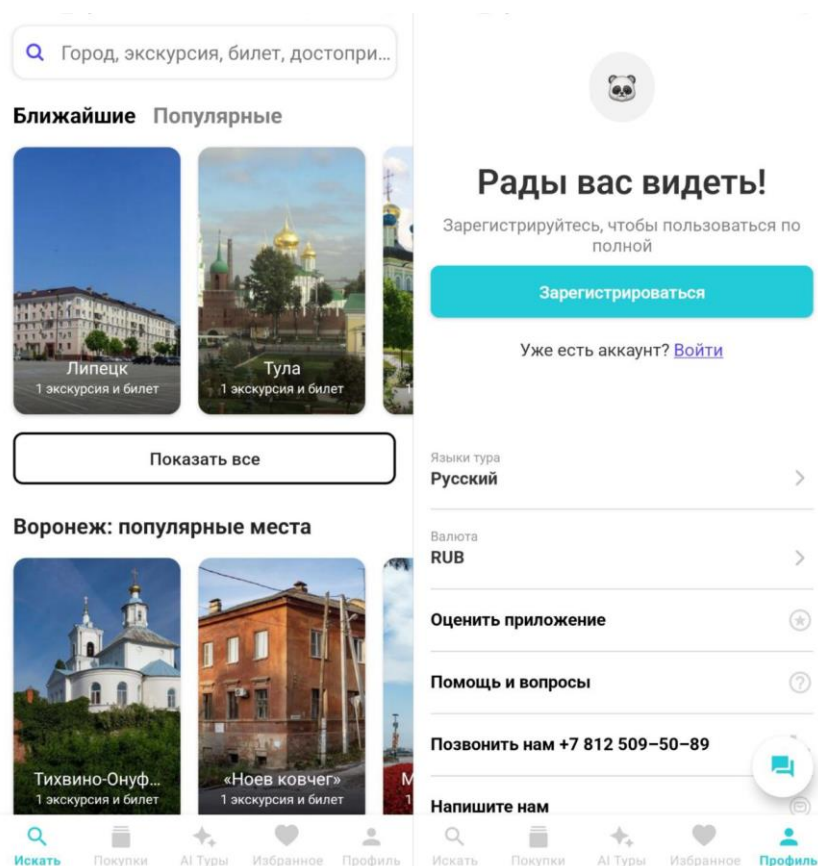 Город, экскурсия, билет, достопри...
Ближайшие Популярные
Липецк
1 экскурсия и билет
Тула
1 экскурсия и билет
Показать все
Воронеж: популярные места
Тихвино-Онуф...
1 экскурсия и билет
«Ноев ковчег»
1 экскурсия и билет
М
1
Искать Покупки AI Туры Избранное Профиль
Рады вас видеть!
Зарегистрируйтесь, чтобы пользоваться по
полной
Зарегистрироваться
Уже есть аккаунт? Войти
Языки тура
Русский
Валюта
RUB
Оценить приложение
Помощь и вопросы
Позвонить нам +7 812 509–50–89
Напишите нам
Искать Покупки AI Туры Избранное Профиль